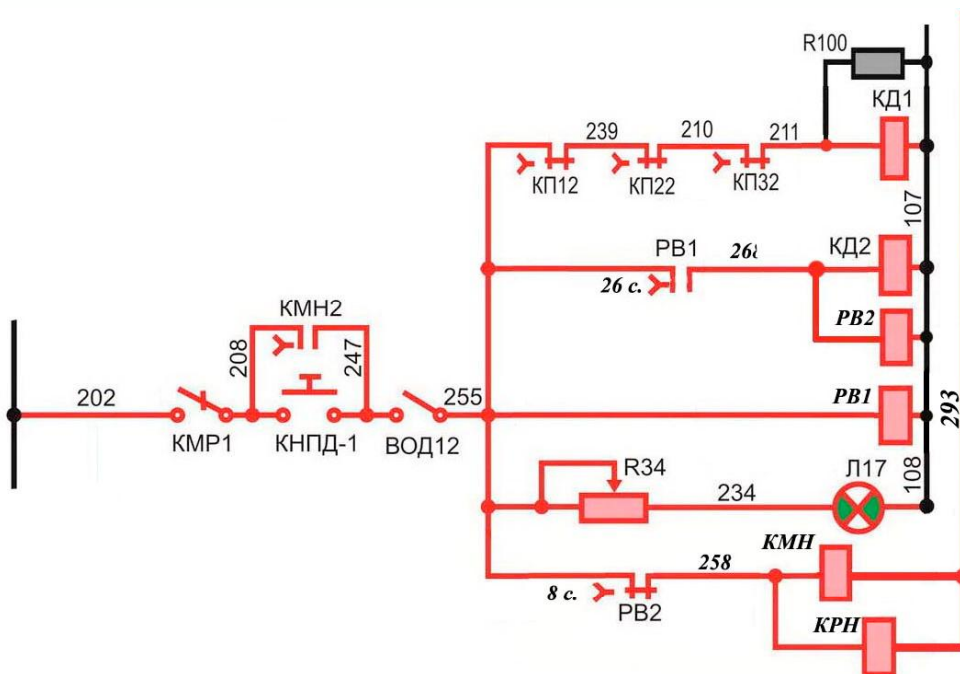 R100
КД1
239
210
211
КП12
КП22
КП32
107
РВ1
КД2
26 с.
РВ2
КМН2
208
247
202
255
РВ1
293
КМР1
КНПД-1
ВОД12
R34
234
Л17
108
КМН
258
8 с.
РВ2
КРН